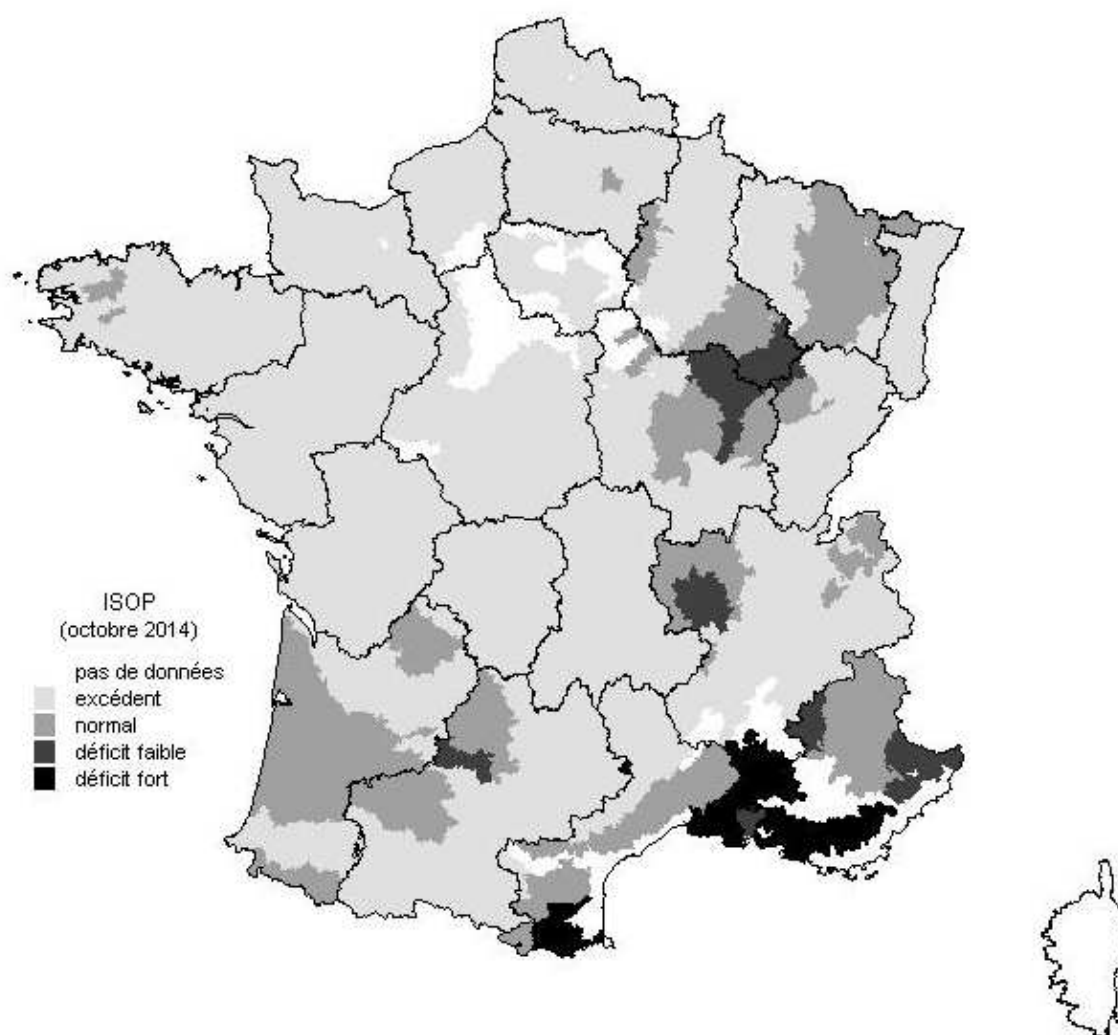 ISOP
(octobre 2014)
pas de données
excédent
normal
déficit faible
déficit fort